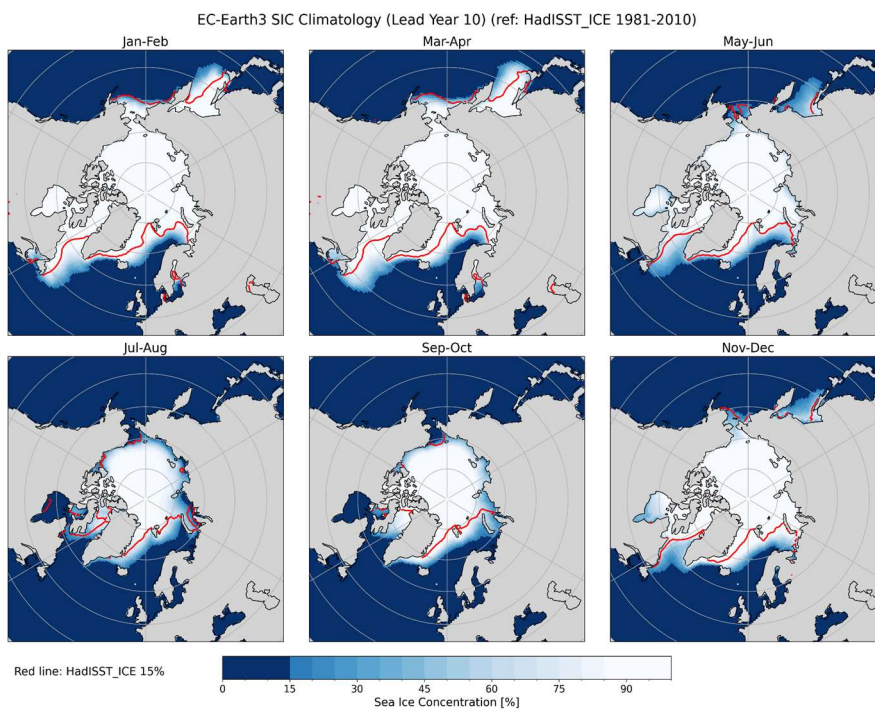 EC-Earth3 SIC Climatology (Lead Year 10) (ref: HadISST_ICE 1981-2010)
Jan-Feb
Mar-Apr
May-Jun
Jul-Aug
Sep-Oct
Nov-Dec
Red line: HadISST_ICE 15%
0 15 30 45 60 75 90
Sea Ice Concentration [%]